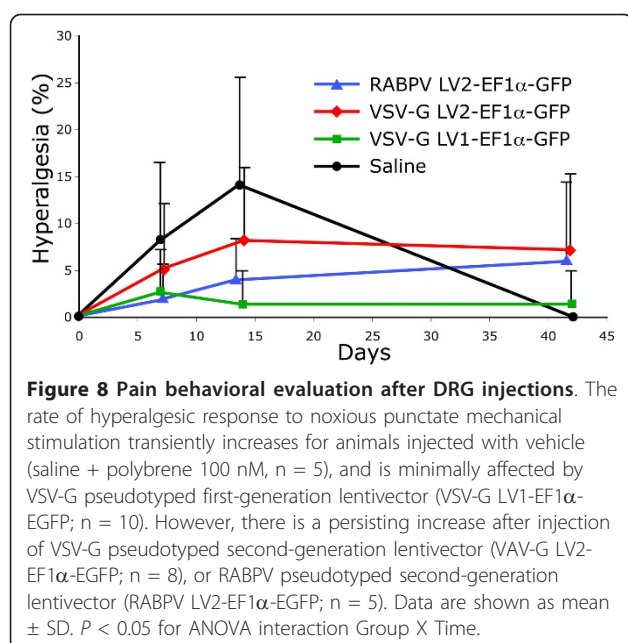 30
25
20
15
10
5
0
Hyperalgesia (%)
RABPV LV2-EF1α-GFP
VSV-G LV2-EF1α-GFP
VSV-G LV1-EF1α-GFP
Saline
0 5 10 15 20 25 30 35 40 45
Days
Figure 8 Pain behavioral evaluation after DRG injections. The
rate of hyperalgesic response to noxious punctate mechanical
stimulation transiently increases for animals injected with vehicle
(saline + polybrene 100 nM, n = 5), and is minimally affected by
VSV-G pseudotyped first-generation lentivector (VSV-G LV1-EF1α-
EGFP; n = 10). However, there is a persisting increase after injection
of VSV-G pseudotyped second-generation lentivector (VAV-G LV2-
EF1α-EGFP; n = 8), or RABPV pseudotyped second-generation
lentivector (RABPV LV2-EF1α-EGFP; n = 5). Data are shown as mean
± SD. P < 0.05 for ANOVA interaction Group X Time.